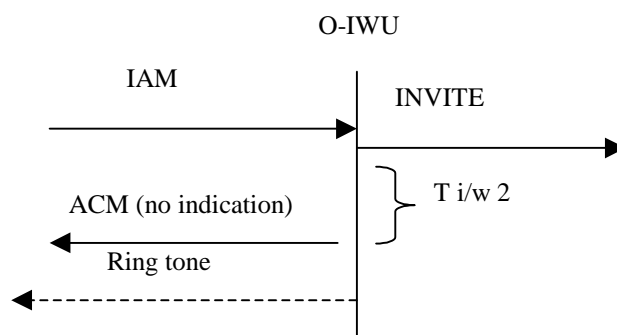 O-IWU
IAM
INVITE
T i/w 2
ACM (no indication)
Ring tone